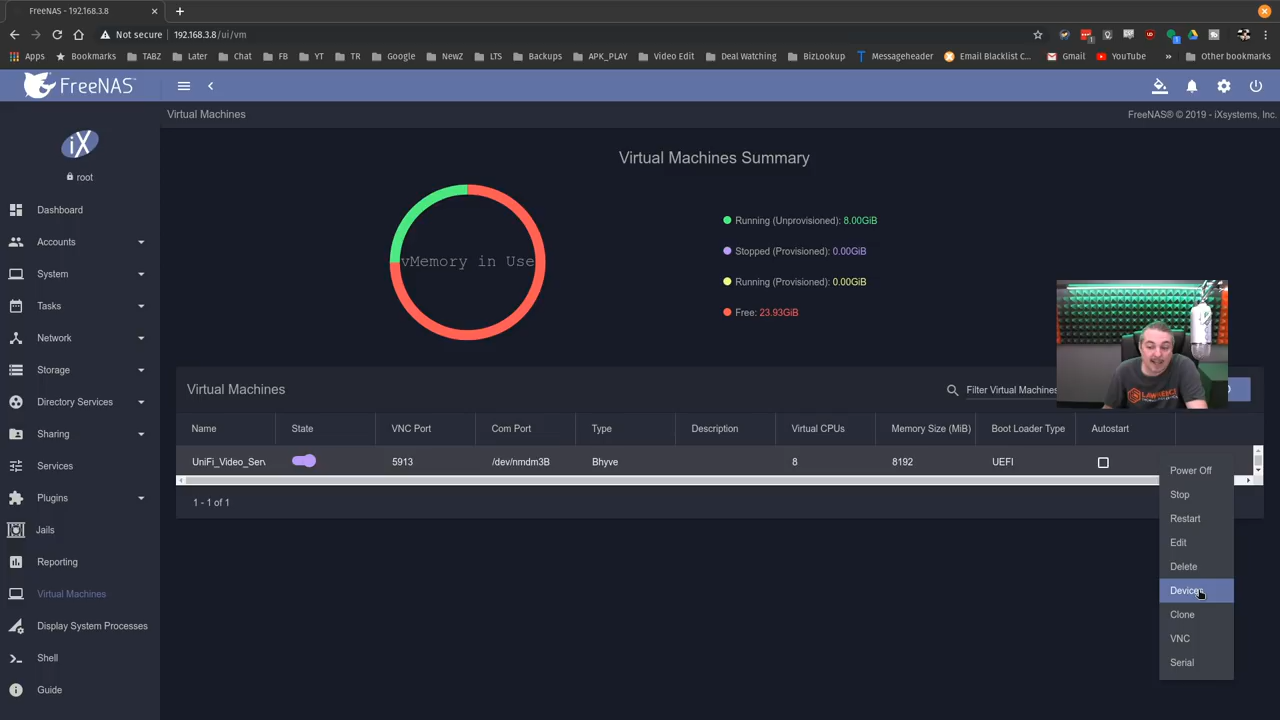 FreeNAS - 192.168.3.8
Not secure | 192.168.3.8/ui/vm
Apps Bookmarks TABZ Later Chat FB YT TR Google NewZ LTS Backups APK_PLAY Video Edit Deal Watching BizLookup Messageheader Email Blacklist C Gmail YouTube » Other bookmarks
FreeNAS
Virtual Machines
FreeNAS® © 2019 - iXsystems, Inc.
iX
root
Dashboard
Accounts
System
Tasks
Network
Storage
Directory Services
Sharing
Services
Plugins
Jails
Reporting
Virtual Machines
Display System Processes
Shell
Guide
Virtual Machines Summary
vMemory in Use
Running (Unprovisioned): 8.00GiB
Stopped (Provisioned): 0.00GiB
Running (Provisioned): 0.00GiB
Free: 23.93GiB
Virtual Machines
Filter Virtual Machines
Name State VNC Port Com Port Type Description Virtual CPUs Memory Size (MiB) Boot Loader Type Autostart
UniFi_Video_Serv 5913 /dev/nmdm3B Bhyve 8 8192 UEFI
1 - 1 of 1
Power Off
Stop
Restart
Edit
Delete
Devices
Clone
VNC
Serial